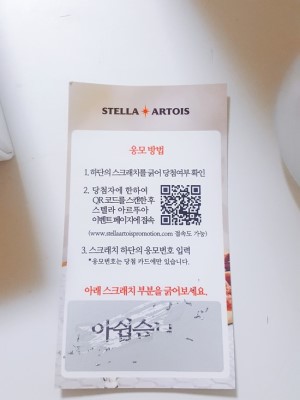 STELLA ARTOIS
응모 방법
1. 하단의 스크래치를 긁어 당첨여부 확인
2. 당첨자에 한하여
QR코드를 스캔한 후
스텔라 아르투아
이벤트 페이지에 접속
(www.stellaartoispromotion.com 접속도 가능)
3. 스크래치 하단의 응모번호 입력
*응모번호는 당첨 카드에만 있습니다.
아래 스크래치 부분을 긁어보세요.